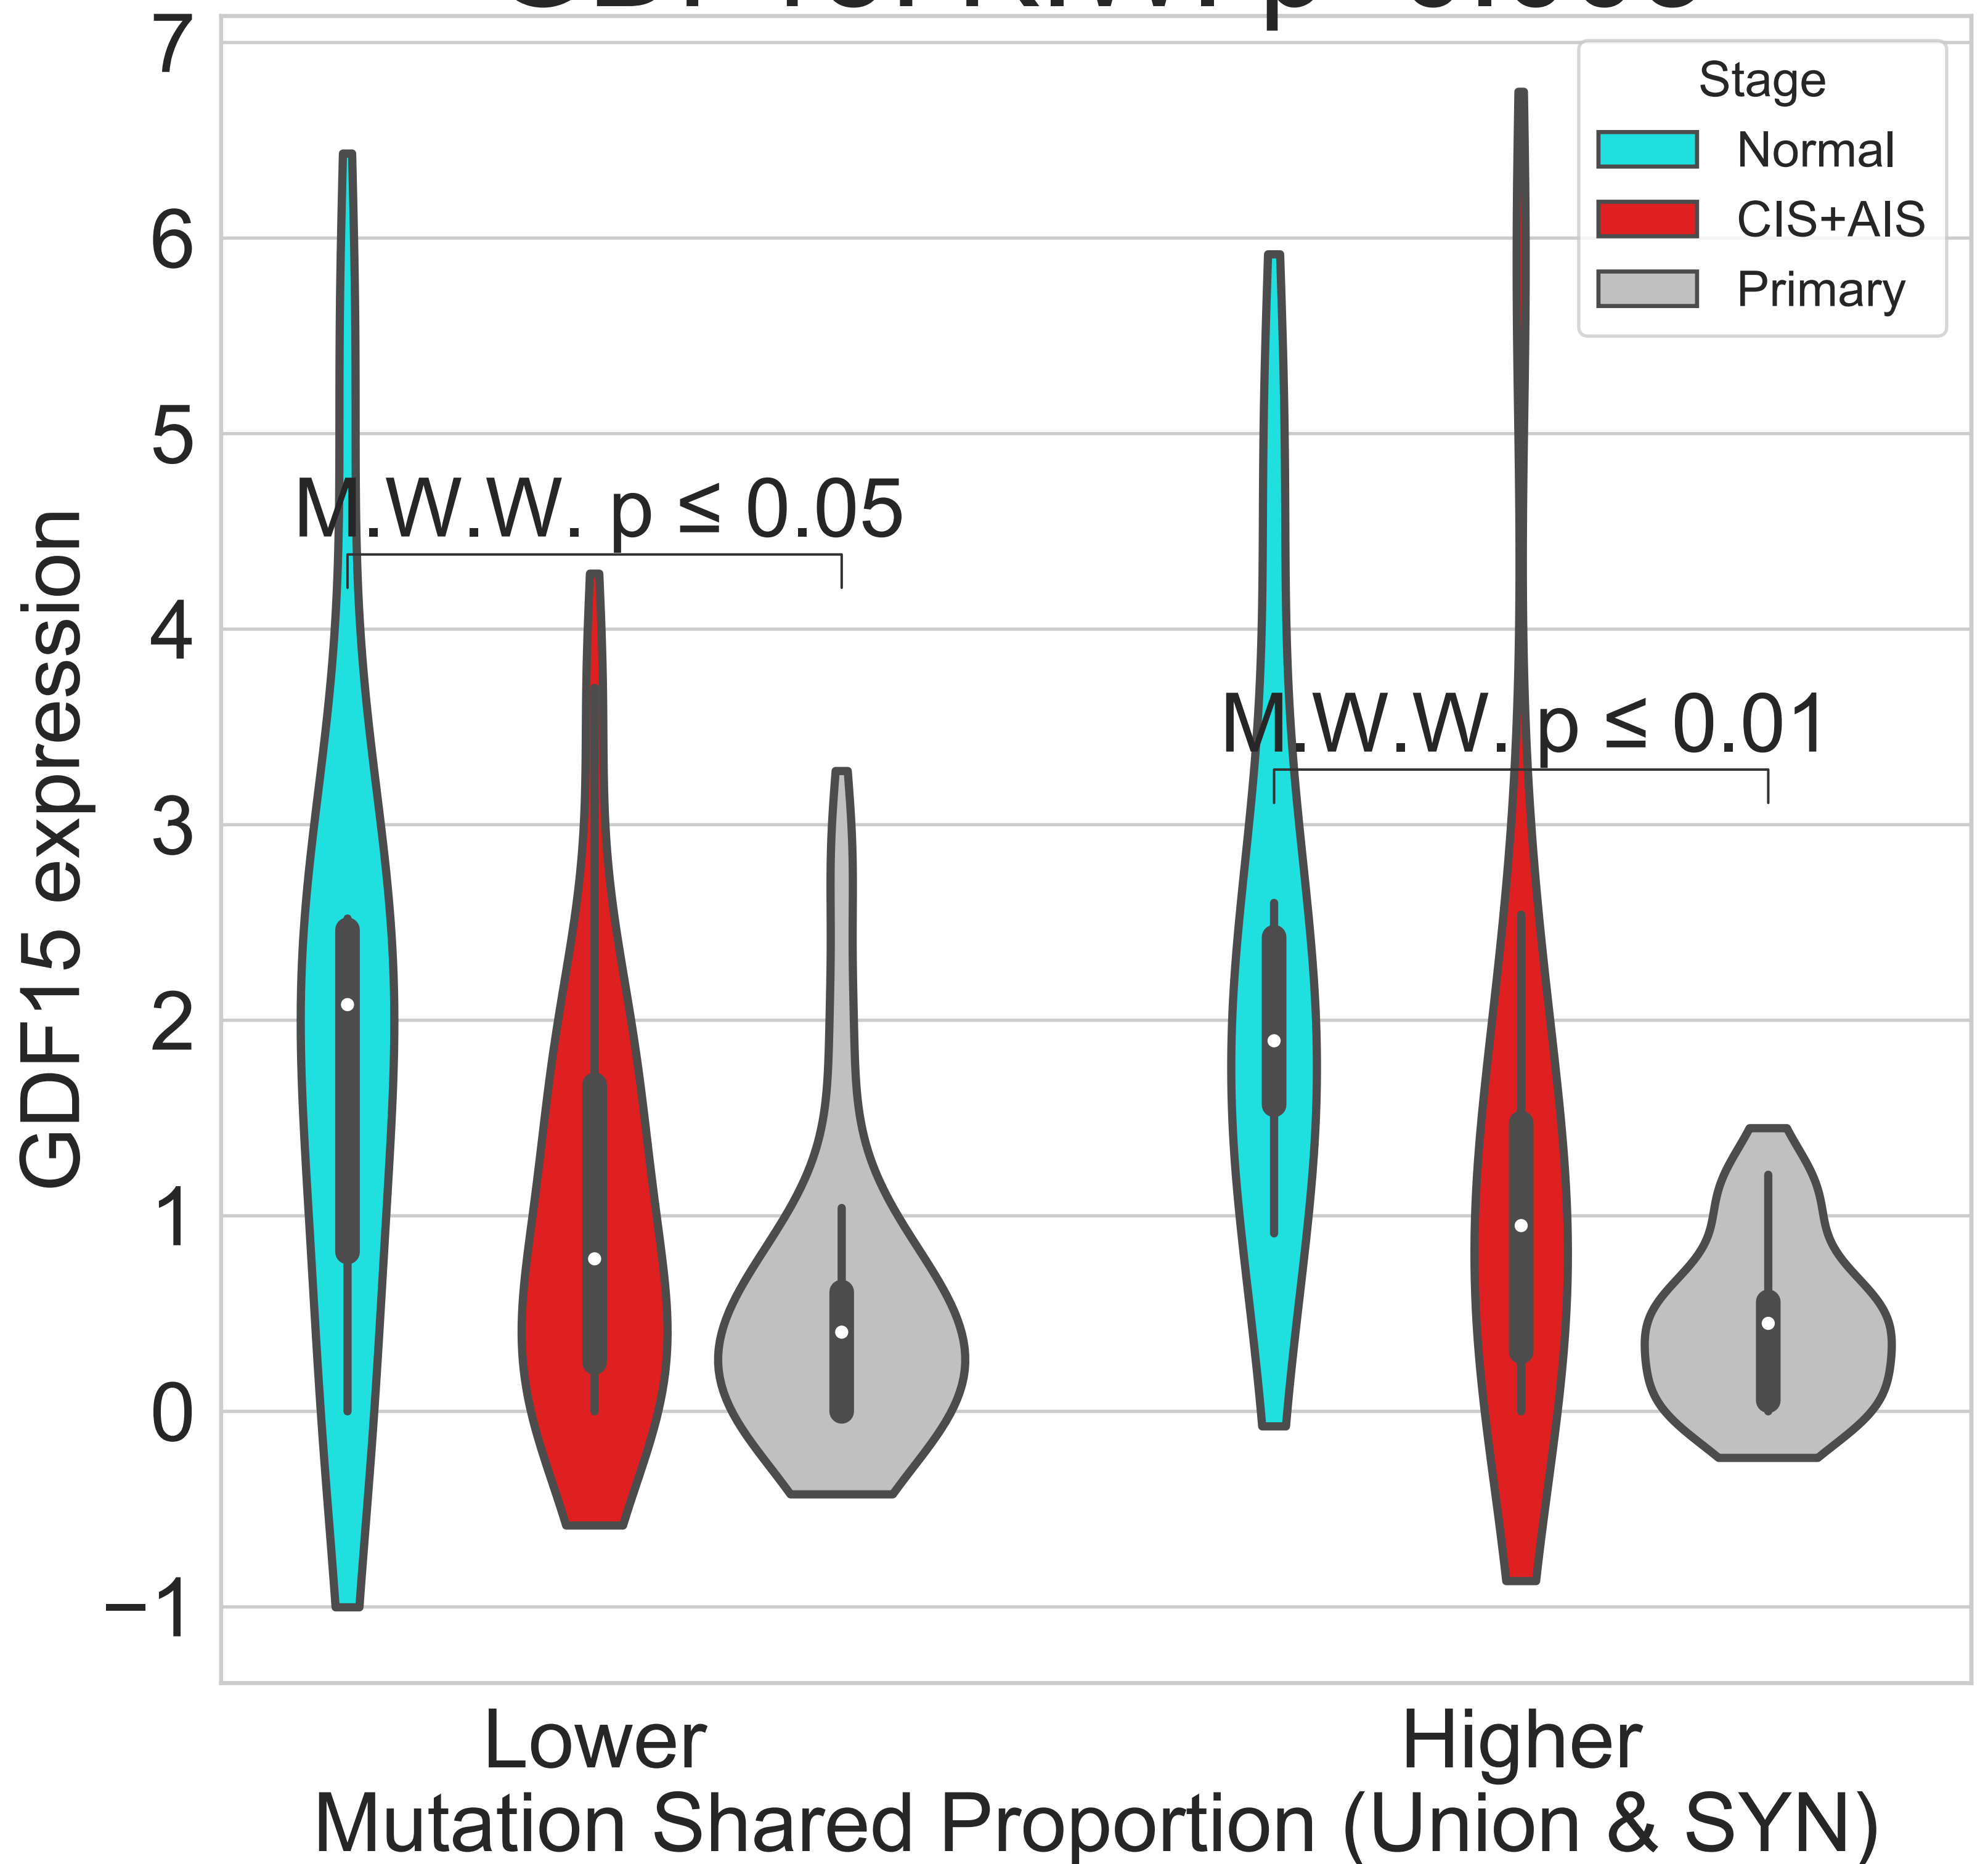 7
Stage
Normal
CIS+AIS
Primary
6
5
4
3
2
1
0
−1
GDF15 expression
M.W.W. p ≤ 0.05
M.W.W. p ≤ 0.01
Lower
Higher
Mutation Shared Proportion (Union & SYN)